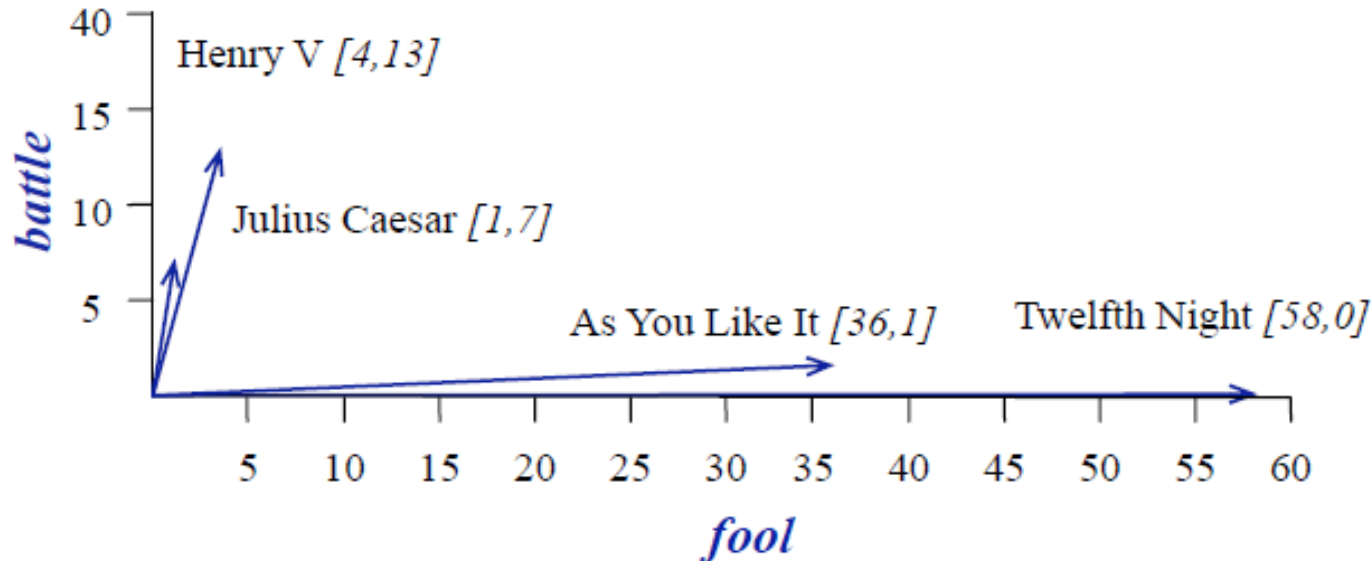 40
Henry V [4,13]
15
battle
10
Julius Caesar [1,7]
5
As You Like It [36,1]
Twelfth Night [58,0]
5 10 15 20 25 30 35 40 45 50 55 60
fool